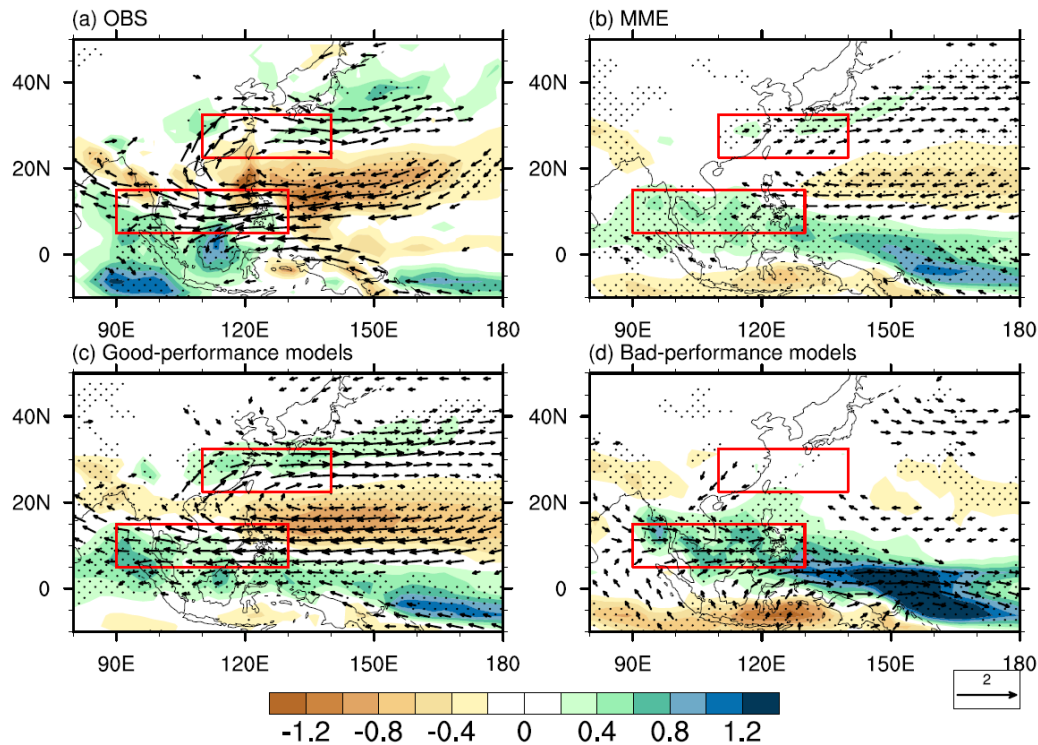 (a) OBS
(b) MME
40N
20N
0
90E 120E 150E 180
90E 120E 150E 180
(c) Good-performance models
(d) Bad-performance models
40N
20N
0
40N
20N
0
40N
20N
0
90E 120E 150E 180
90E 120E 150E 180
2
-1.2 -0.8 -0.4 0 0.4 0.8 1.2